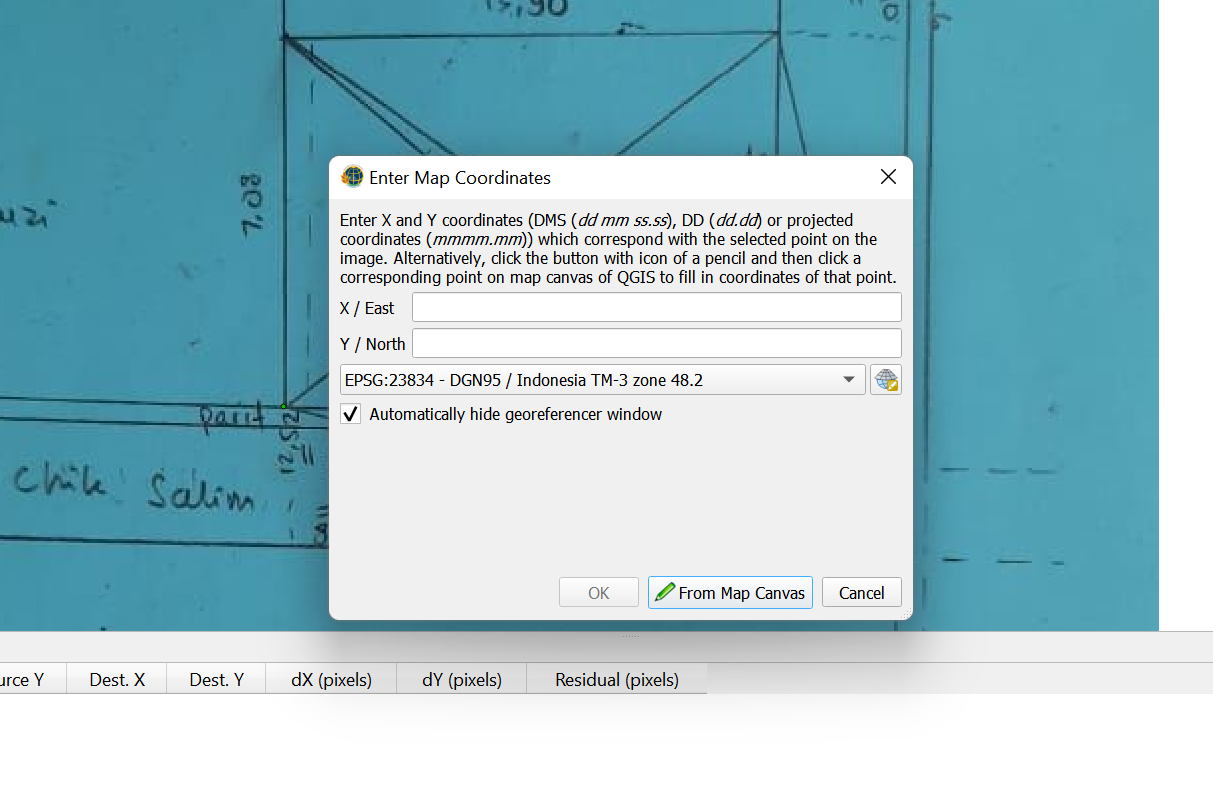 15,90
7,08
Enter Map Coordinates
Enter X and Y coordinates (DMS (dd mm ss.ss), DD (dd.dd) or projected
coordinates (mmmm.mm)) which correspond with the selected point on the
image. Alternatively, click the button with icon of a pencil and then click a
corresponding point on map canvas of QGIS to fill in coordinates of that point.
X / East
Y / North
EPSG:23834 - DGN95 / Indonesia TM-3 zone 48.2
Automatically hide georeferencer window
parit
12,52
Chik Salim
OK
From Map Canvas
Cancel
urce Y
Dest. X
Dest. Y
dX (pixels)
dY (pixels)
Residual (pixels)